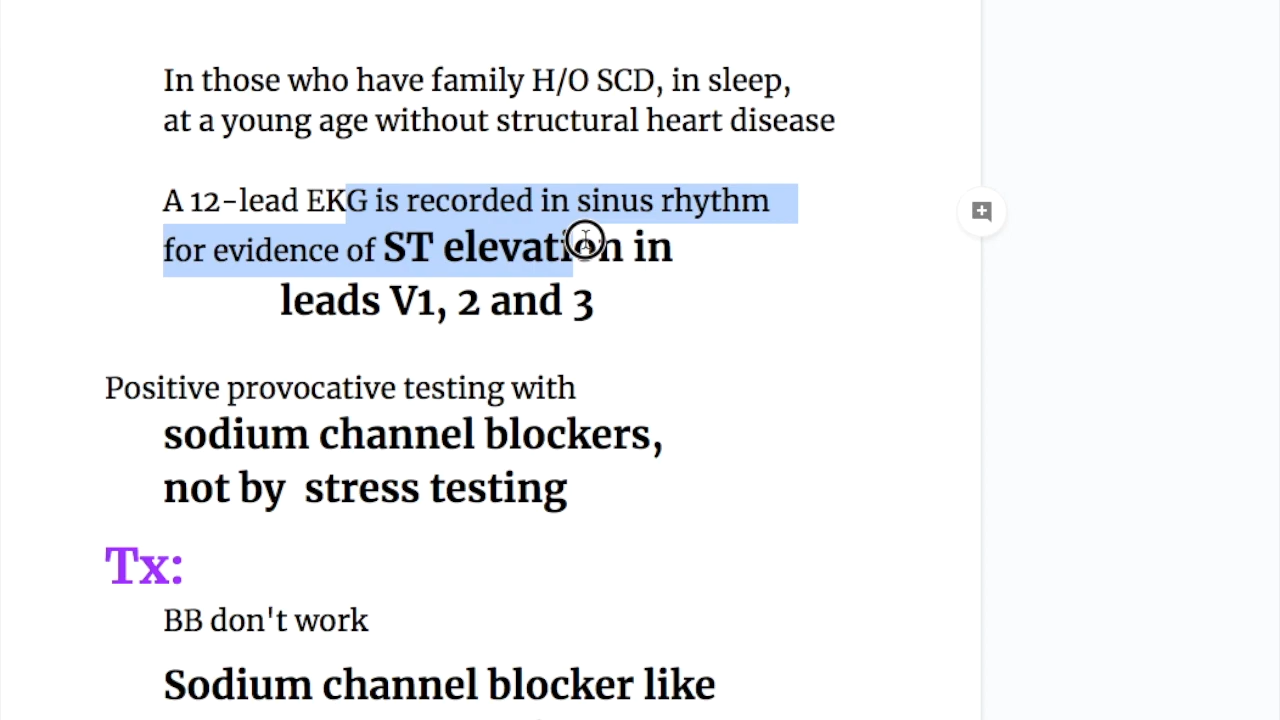 In those who have family H/O SCD, in sleep,
at a young age without structural heart disease
A 12-lead EKG is recorded in sinus rhythm
for evidence of ST elevation in
leads V1, 2 and 3
Positive provocative testing with
sodium channel blockers,
not by  stress testing
Tx:
BB don't work
Sodium channel blocker like